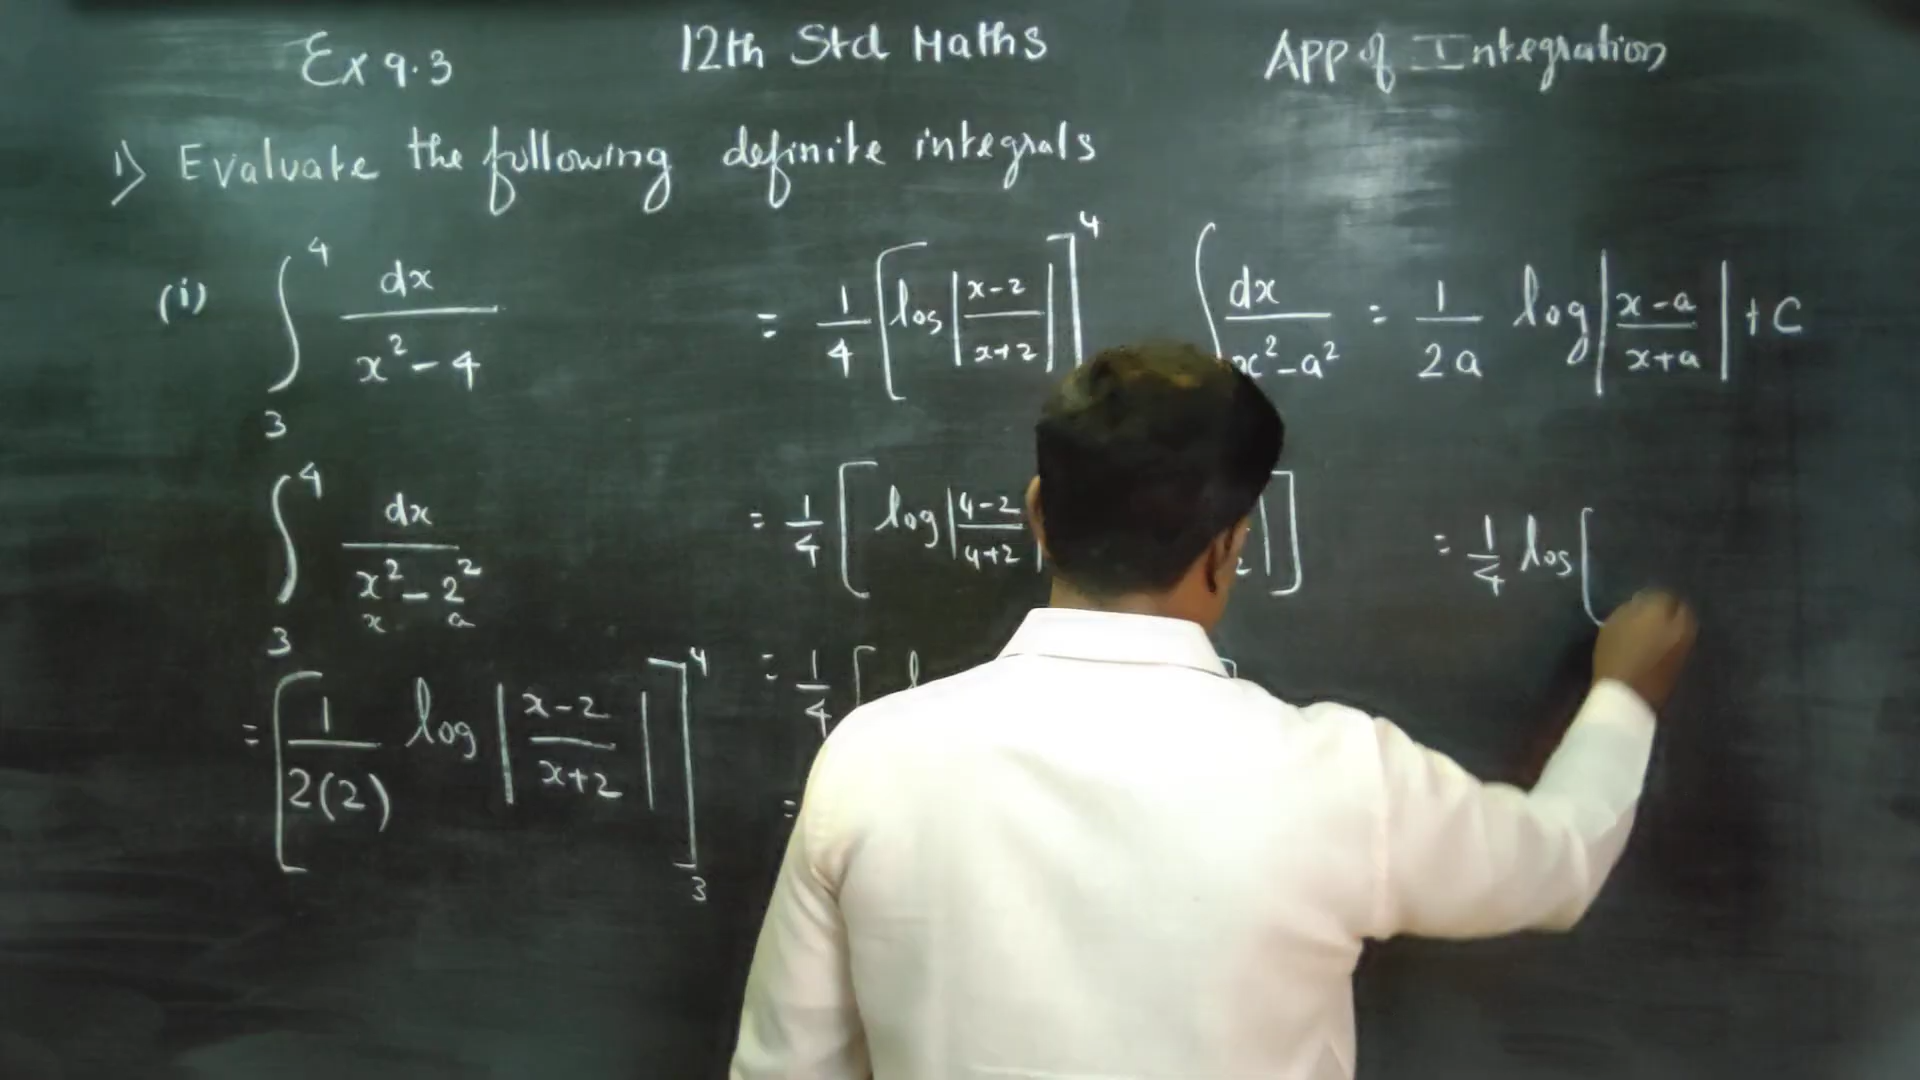 Ex 9.3 12th Std Maths APP of Integration
1) Evaluate the following definite integrals
(i) ∫₃⁴ dx / (x² - 4)
∫₃⁴ dx / (x² - 2²)
x a
= [ 1 / 2(2) log | (x-2) / (x+2) | ]₃⁴
= 1/4 [ log | (x-2) / (x+2) | ]⁴
= 1/4 [ log | (4-2) / (4+2) 2 | ]
= 1/4 [
=
∫ dx / (x² - a²) = 1 / 2a log | (x-a) / (x+a) | + C
= 1/4 log [